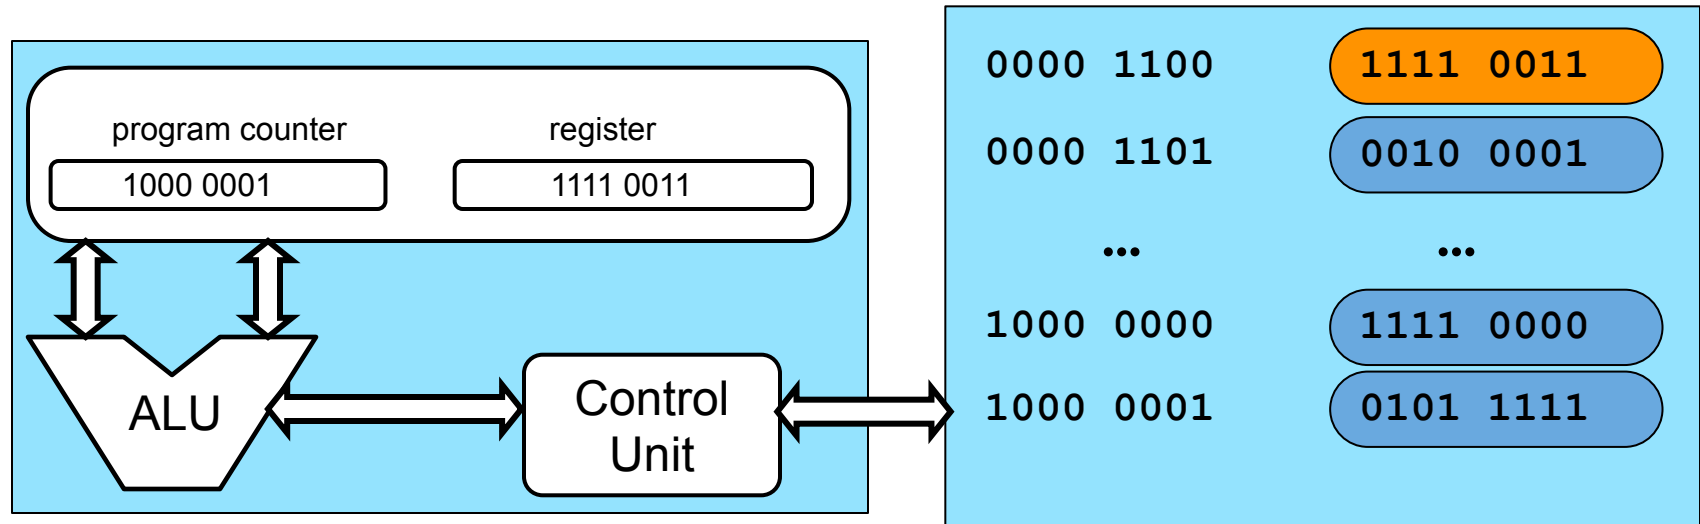 program counter
register
1000 0001
1111 0011
ALU
Control
Unit
0000 1100 1111 0011
0000 1101 0010 0001
... ...
1000 0000 1111 0000
1000 0001 0101 1111